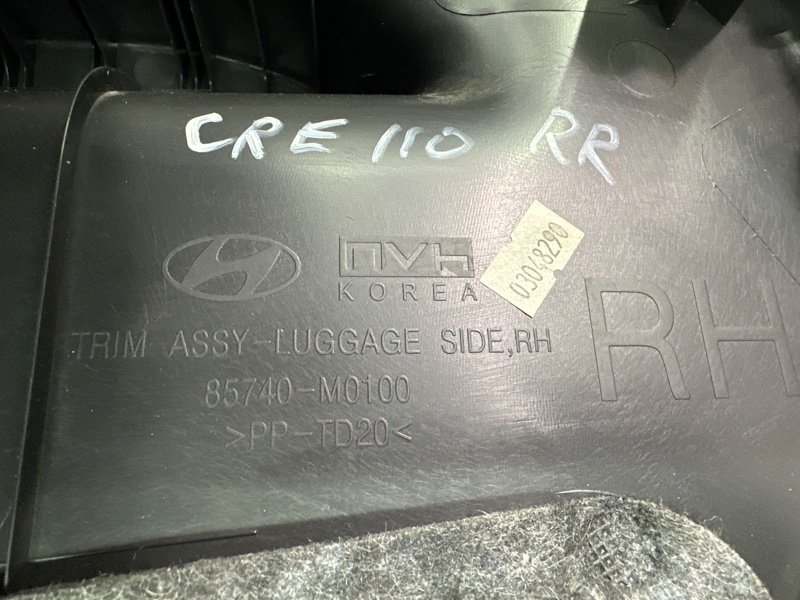 CRE 110 RR
nvh
KOREA
03048290
TRIM ASSY-LUGGAGE SIDE,RH
85740-M0100
>PP-TD20<
RH